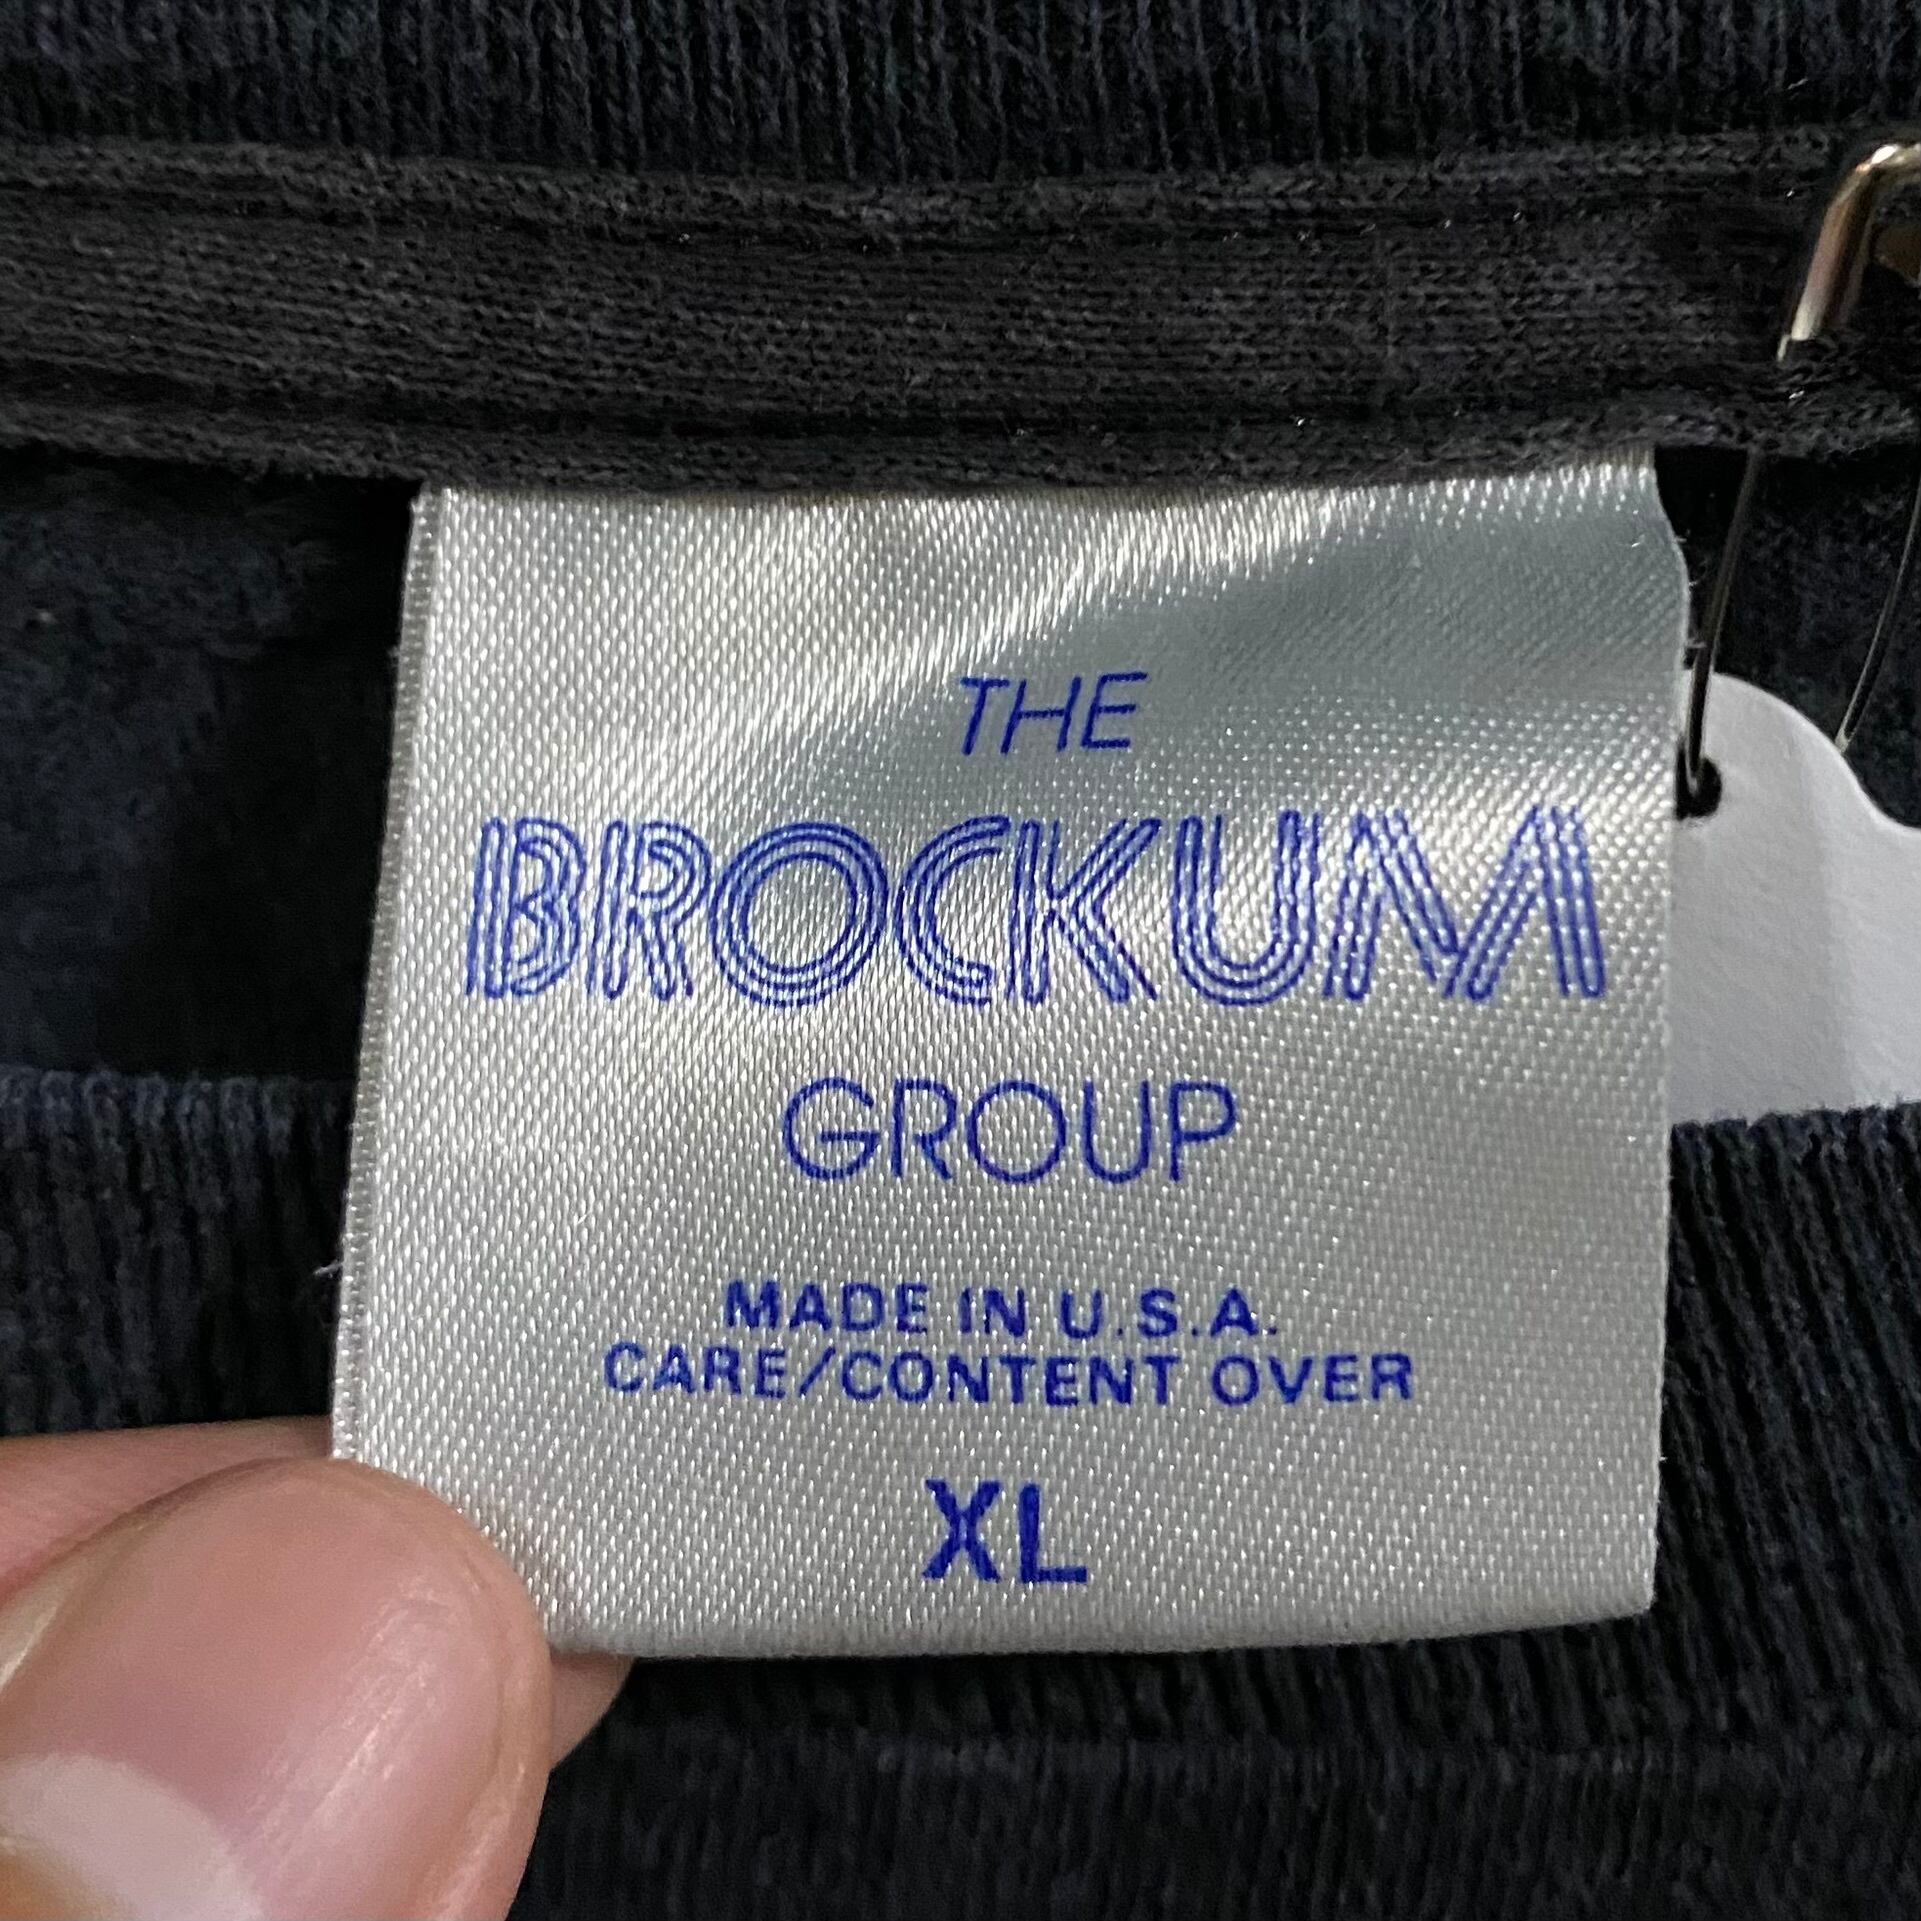 THE
BROCKUM
GROUP
MADE IN U.S.A.
CARE/CONTENT OVER
XL